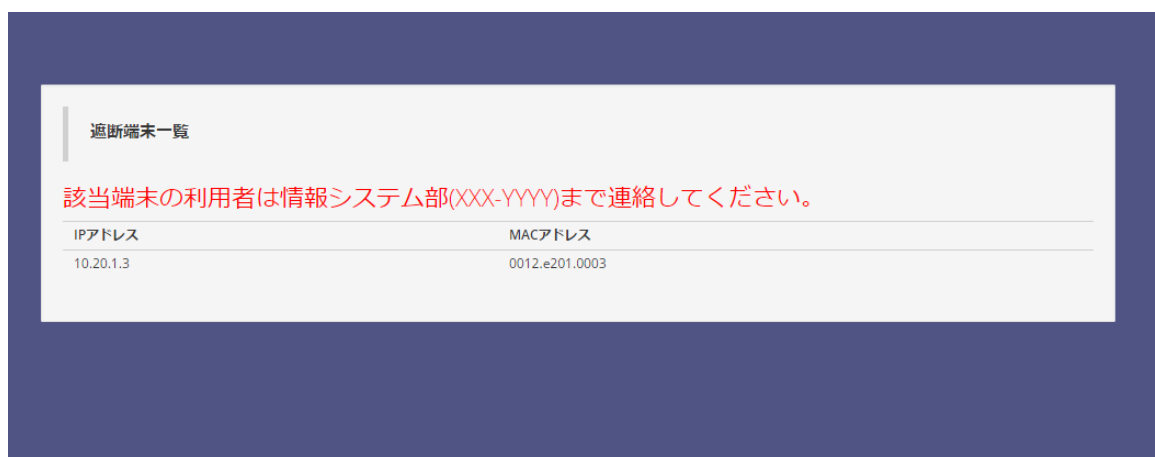 遮断端末一覧
該当端末の利用者は情報システム部(XXX-YYYY)まで連絡してください。
IPアドレス MACアドレス
10.20.1.3 0012.e201.0003